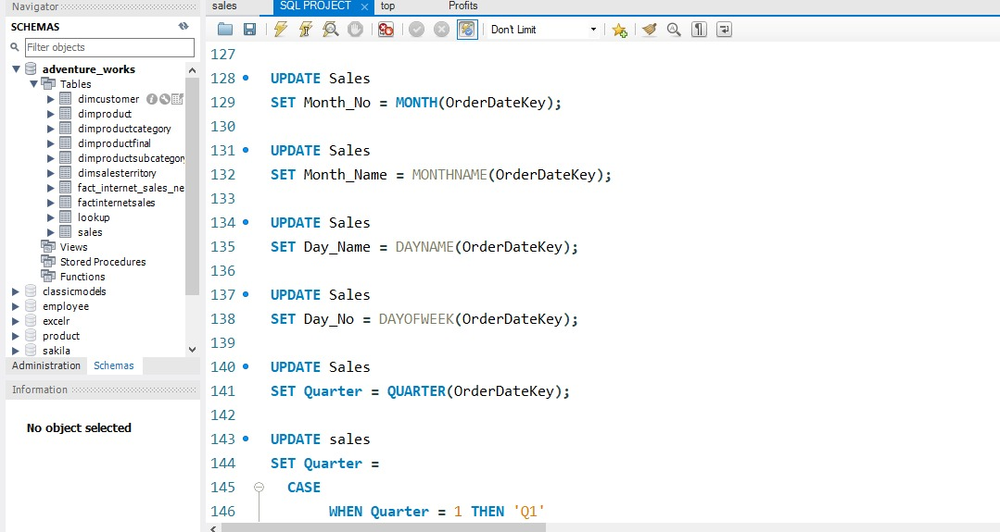 Navigator
SCHEMAS
Filter objects
adventure_works
Tables
dimcustomer
dimproduct
dimproductcategory
dimproductfinal
dimproductsubcategory
dimsalesterritory
fact_internet_sales_ne
factinternetsales
lookup
sales
Views
Stored Procedures
Functions
classicmodels
employee
excelr
product
sakila
Administration Schemas
Information
No object selected
sales SQL PROJECT top Profits
Don't Limit
127
128 UPDATE Sales
129 SET Month_No = MONTH(OrderDateKey);
130
131 UPDATE Sales
132 SET Month_Name = MONTHNAME(OrderDateKey);
133
134 UPDATE Sales
135 SET Day_Name = DAYNAME(OrderDateKey);
136
137 UPDATE Sales
138 SET Day_No = DAYOFWEEK(OrderDateKey);
139
140 UPDATE Sales
141 SET Quarter = QUARTER(OrderDateKey);
142
143 UPDATE sales
144 SET Quarter =
145 CASE
146 WHEN Quarter = 1 THEN 'Q1'